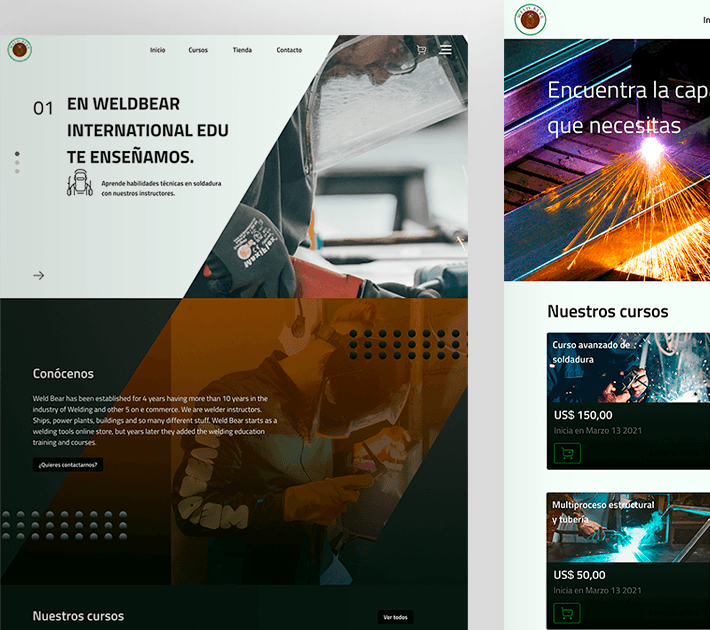 WELD BEAR
Inicio
Cursos
Tienda
Contacto
01
EN WELDBEAR
INTERNATIONAL EDU
TE ENSEÑAMOS.
Aprende habilidades técnicas en soldadura
con nuestros instructores.
Conócenos
Weld Bear has been established for 4 years having more than 10 years in the
industry of Welding and other 5 on e commerce. We are welder instructors.
Ships, power plants, buildings and so many different stuff. Weld Bear starts as a
welding tools online store, but years later they added the welding education
training and courses.
¿Quieres contactarnos?
Nuestros cursos
Ver todos
WELD BEAR
In
Encuentra la cap
que necesitas
Nuestros cursos
Curso avanzado de
soldadura
US$ 150,00
Inicia en Marzo 13 2021
Multiproceso estructural
y tubería
US$ 50,00
Inicia en Marzo 13 2021